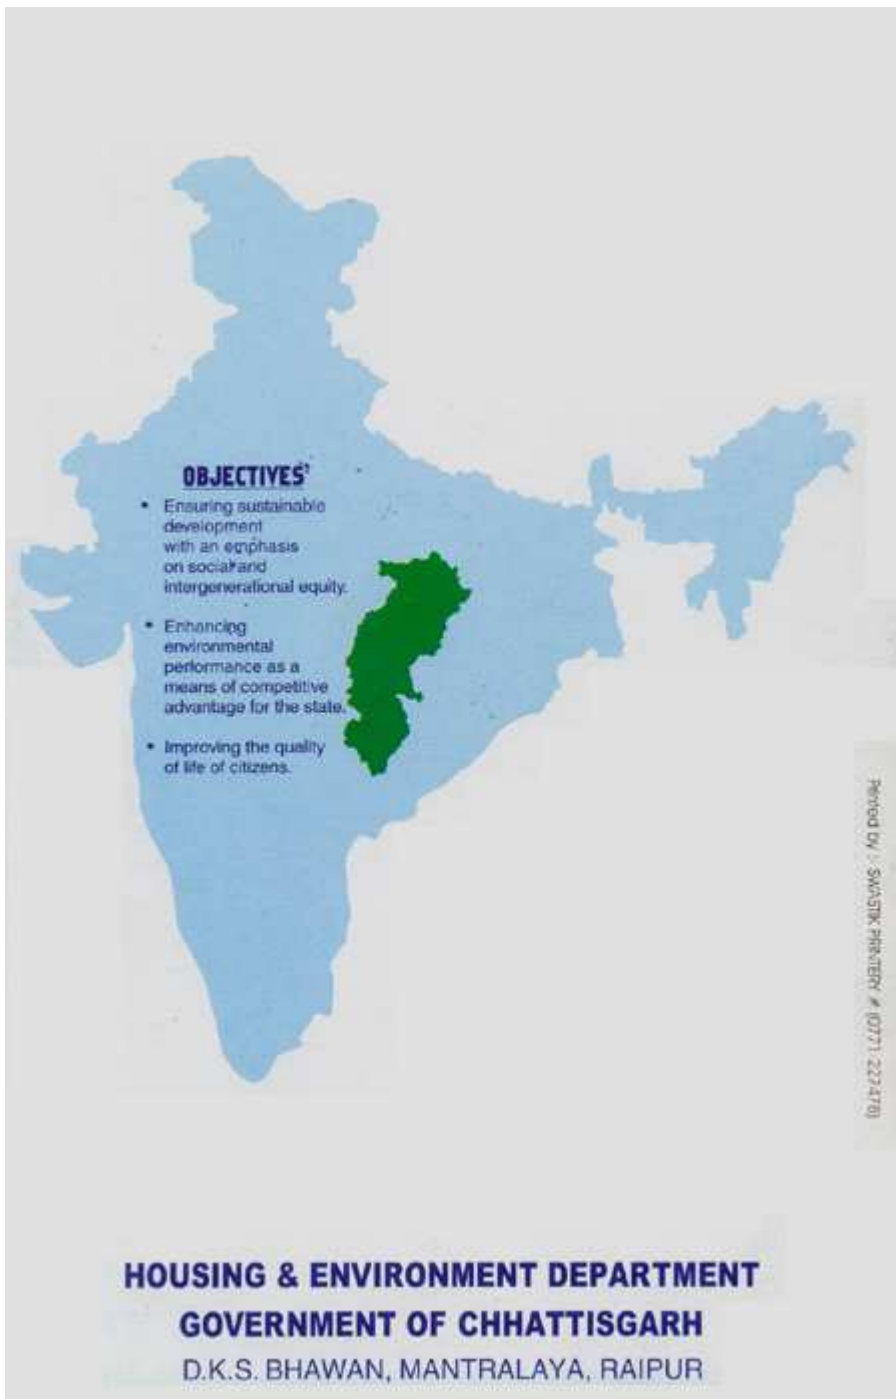 OBJECTIVES
• Ensuring sustainable
development
with an emphasis
on social and
intergenerational equity.
• Enhancing
environmental
performance as a
means of competitive
advantage for the state.
• Improving the quality
of life of citizens.
Printed by :- SWASTIK PRINTERY # (0771-227476)
HOUSING & ENVIRONMENT DEPARTMENT
GOVERNMENT OF CHHATTISGARH
D.K.S. BHAWAN, MANTRALAYA, RAIPUR